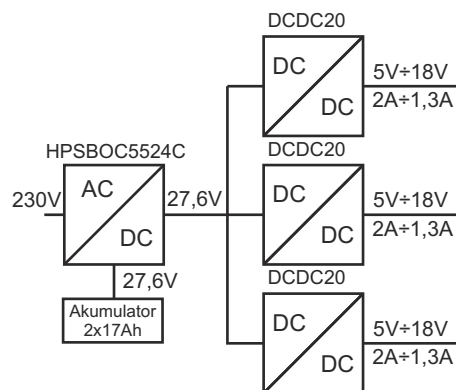 DCDC20
DC
DC
5V÷18V
2A÷1,3A
HPSBOC5524C
AC
DC
230V
27,6V
DCDC20
DC
DC
5V÷18V
2A÷1,3A
27,6V
Akumulator
2x17Ah
DCDC20
DC
DC
5V÷18V
2A÷1,3A